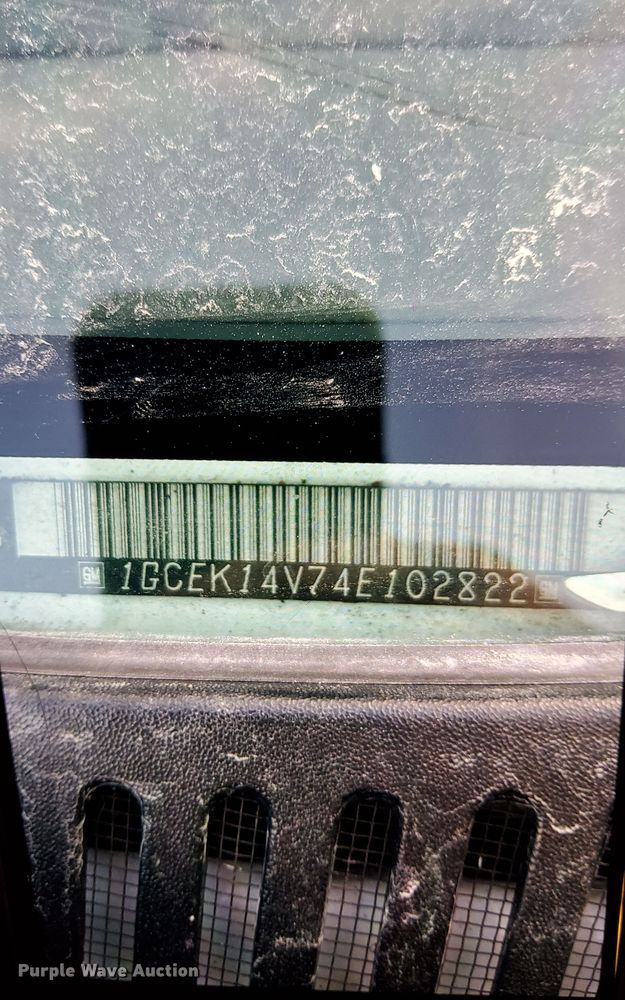 GM 1GCEK14V74E102822 GM
Purple Wave Auction